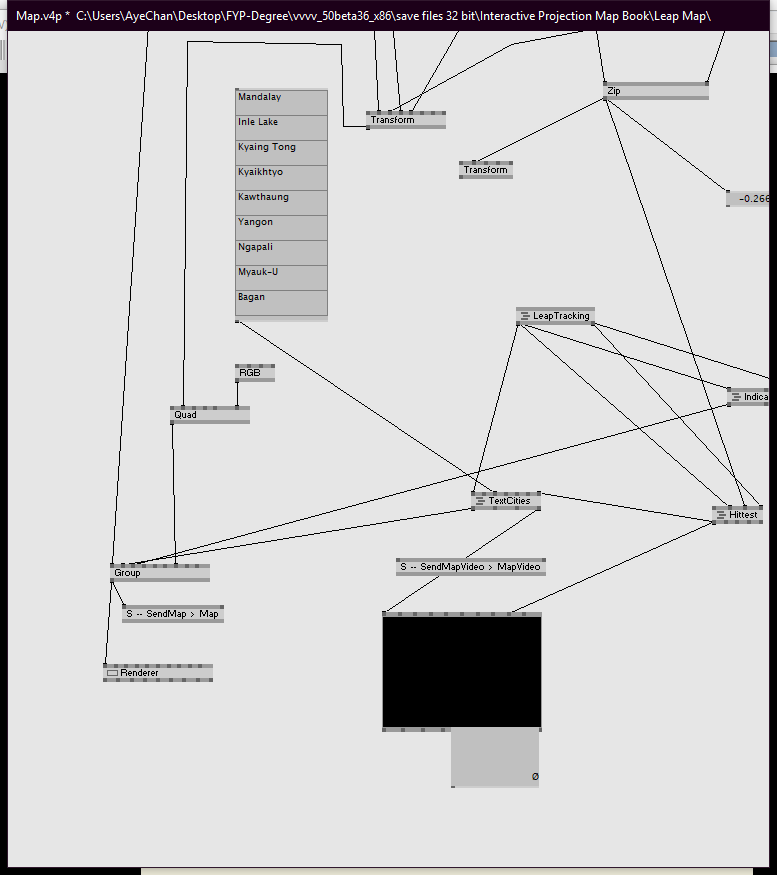 Map.v4p * C:\Users\AyeChan\Desktop\FYP-Degree\vvvv_50beta36_x86\save files 32 bit\Interactive Projection Map Book\Leap Map\
Zip
Mandalay
Inle Lake
Transform
Kyaing Tong
Transform
Kyaikhtyo
Kawthaung
-0.266
Yangon
Ngapali
Myauk-U
Bagan
LeapTracking
RGB
Indica
Quad
TextCities
Hittest
S -- SendMapVideo > MapVideo
Group
S -- SendMap > Map
Renderer
Ø